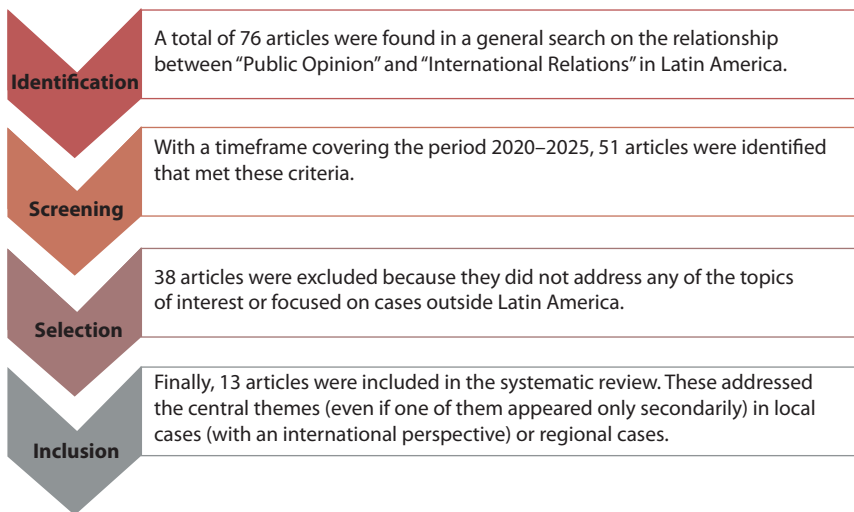 Identification
A total of 76 articles were found in a general search on the relationship
between “Public Opinion” and “International Relations” in Latin America.
Screening
With a timeframe covering the period 2020–2025, 51 articles were identified
that met these criteria.
Selection
38 articles were excluded because they did not address any of the topics
of interest or focused on cases outside Latin America.
Inclusion
Finally, 13 articles were included in the systematic review. These addressed
the central themes (even if one of them appeared only secondarily) in local
cases (with an international perspective) or regional cases.